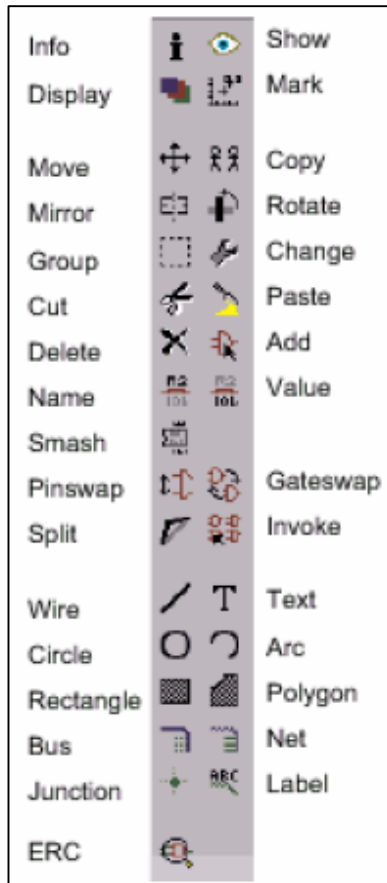 Info Show
Display Mark
Move Copy
Mirror Rotate
Group Change
Cut Paste
Delete Add
Name Value
Smash
Pinswap Gateswap
Split Invoke
Wire T Text
Circle Arc
Rectangle Polygon
Bus Net
Junction ABC Label
ERC